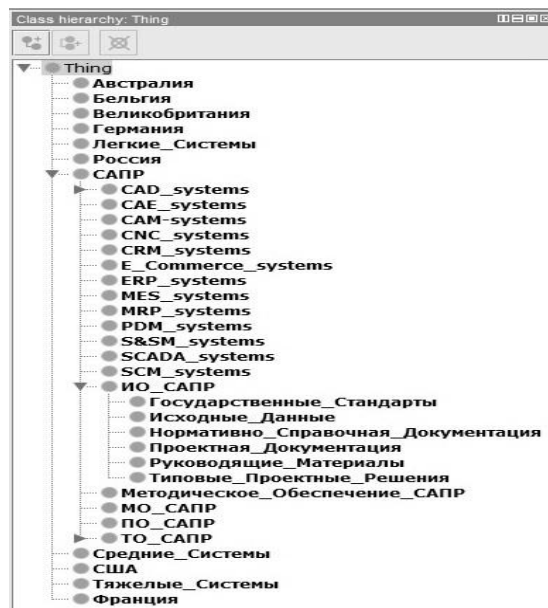 Class hierarchy: Thing
Thing
Австралия
Бельгия
Великобритания
Германия
Легкие_Системы
Россия
САПР
CAD_systems
CAE_systems
CAM-systems
CNC_systems
CRM_systems
E_Commerce_systems
ERP_systems
MES_systems
MRP_systems
PDM_systems
S&SM_systems
SCADA_systems
SCM_systems
ИО_САПР
Государственные_Стандарты
Исходные_Данные
Нормативно_Справочная_Документация
Проектная_Документация
Руководящие_Материалы
Типовые_Проектные_Решения
Методическое_Обеспечение_САПР
МО_САПР
ПО_САПР
ТО_САПР
Средние_Системы
США
Тяжелые_Системы
Франция